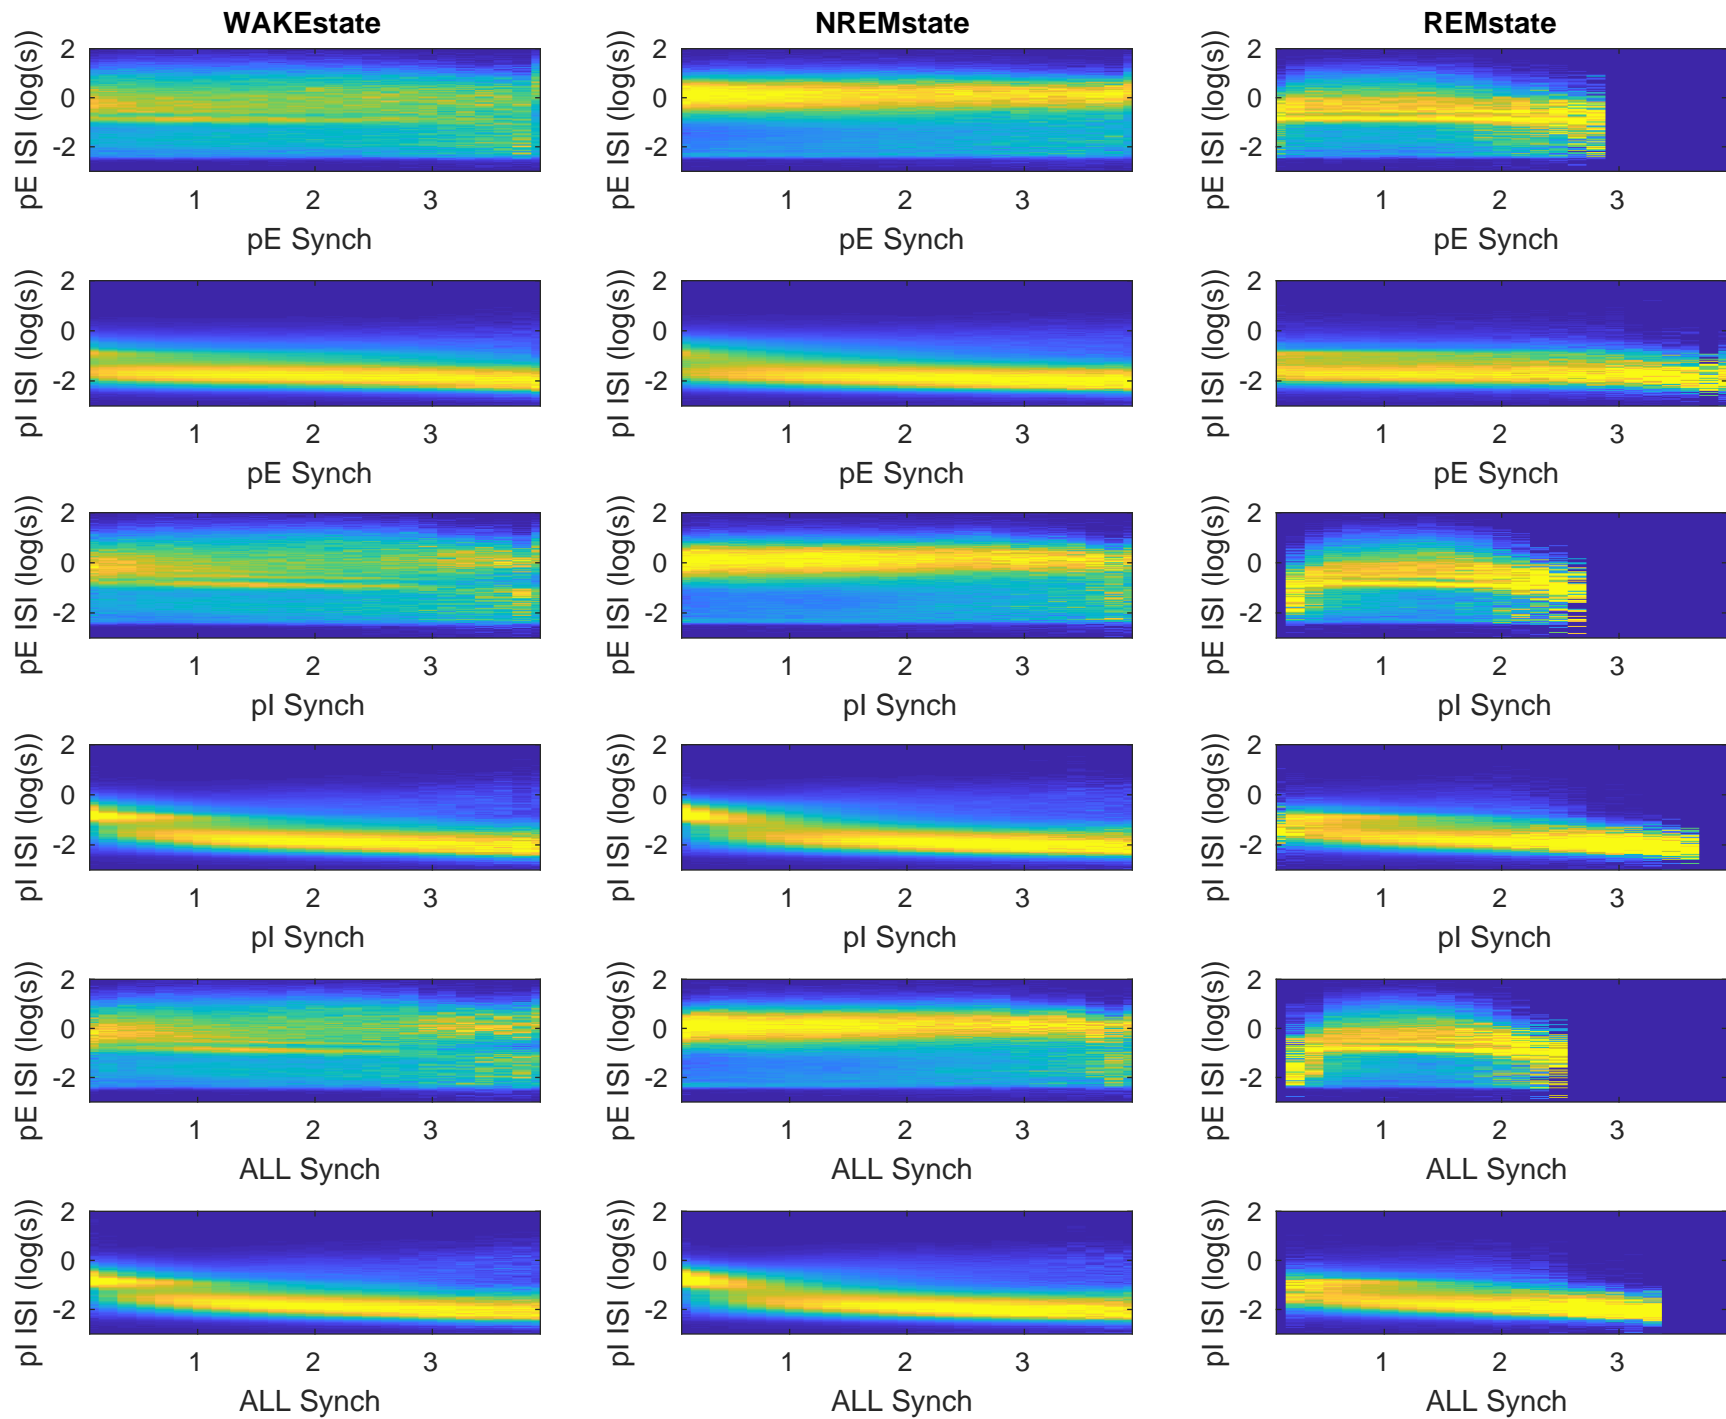 WAKEstate NREMstate REMstate
pE ISI (log(s)) 2 0 -2 pE ISI (log(s)) 2 0 -2 pE ISI (log(s)) 2 0 -2
1 2 3 1 2 3 1 2 3
pE Synch pE Synch pE Synch
pI ISI (log(s)) 2 0 -2 pI ISI (log(s)) 2 0 -2 pI ISI (log(s)) 2 0 -2
1 2 3 1 2 3 1 2 3
pE Synch pE Synch pE Synch
pE ISI (log(s)) 2 0 -2 pE ISI (log(s)) 2 0 -2 pE ISI (log(s)) 2 0 -2
1 2 3 1 2 3 1 2 3
pI Synch pI Synch pI Synch
pI ISI (log(s)) 2 0 -2 pI ISI (log(s)) 2 0 -2 pI ISI (log(s)) 2 0 -2
1 2 3 1 2 3 1 2 3
pI Synch pI Synch pI Synch
pE ISI (log(s)) 2 0 -2 pE ISI (log(s)) 2 0 -2 pE ISI (log(s)) 2 0 -2
1 2 3 1 2 3 1 2 3
ALL Synch ALL Synch ALL Synch
pI ISI (log(s)) 2 0 -2 pI ISI (log(s)) 2 0 -2 pI ISI (log(s)) 2 0 -2
1 2 3 1 2 3 1 2 3
ALL Synch ALL Synch ALL Synch